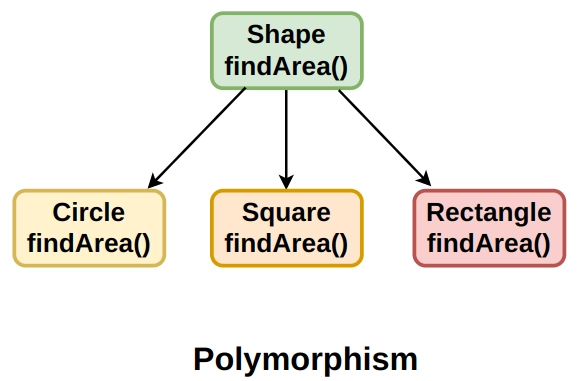 Shape
findArea()
Circle
findArea()
Square
findArea()
Rectangle
findArea()
Polymorphism